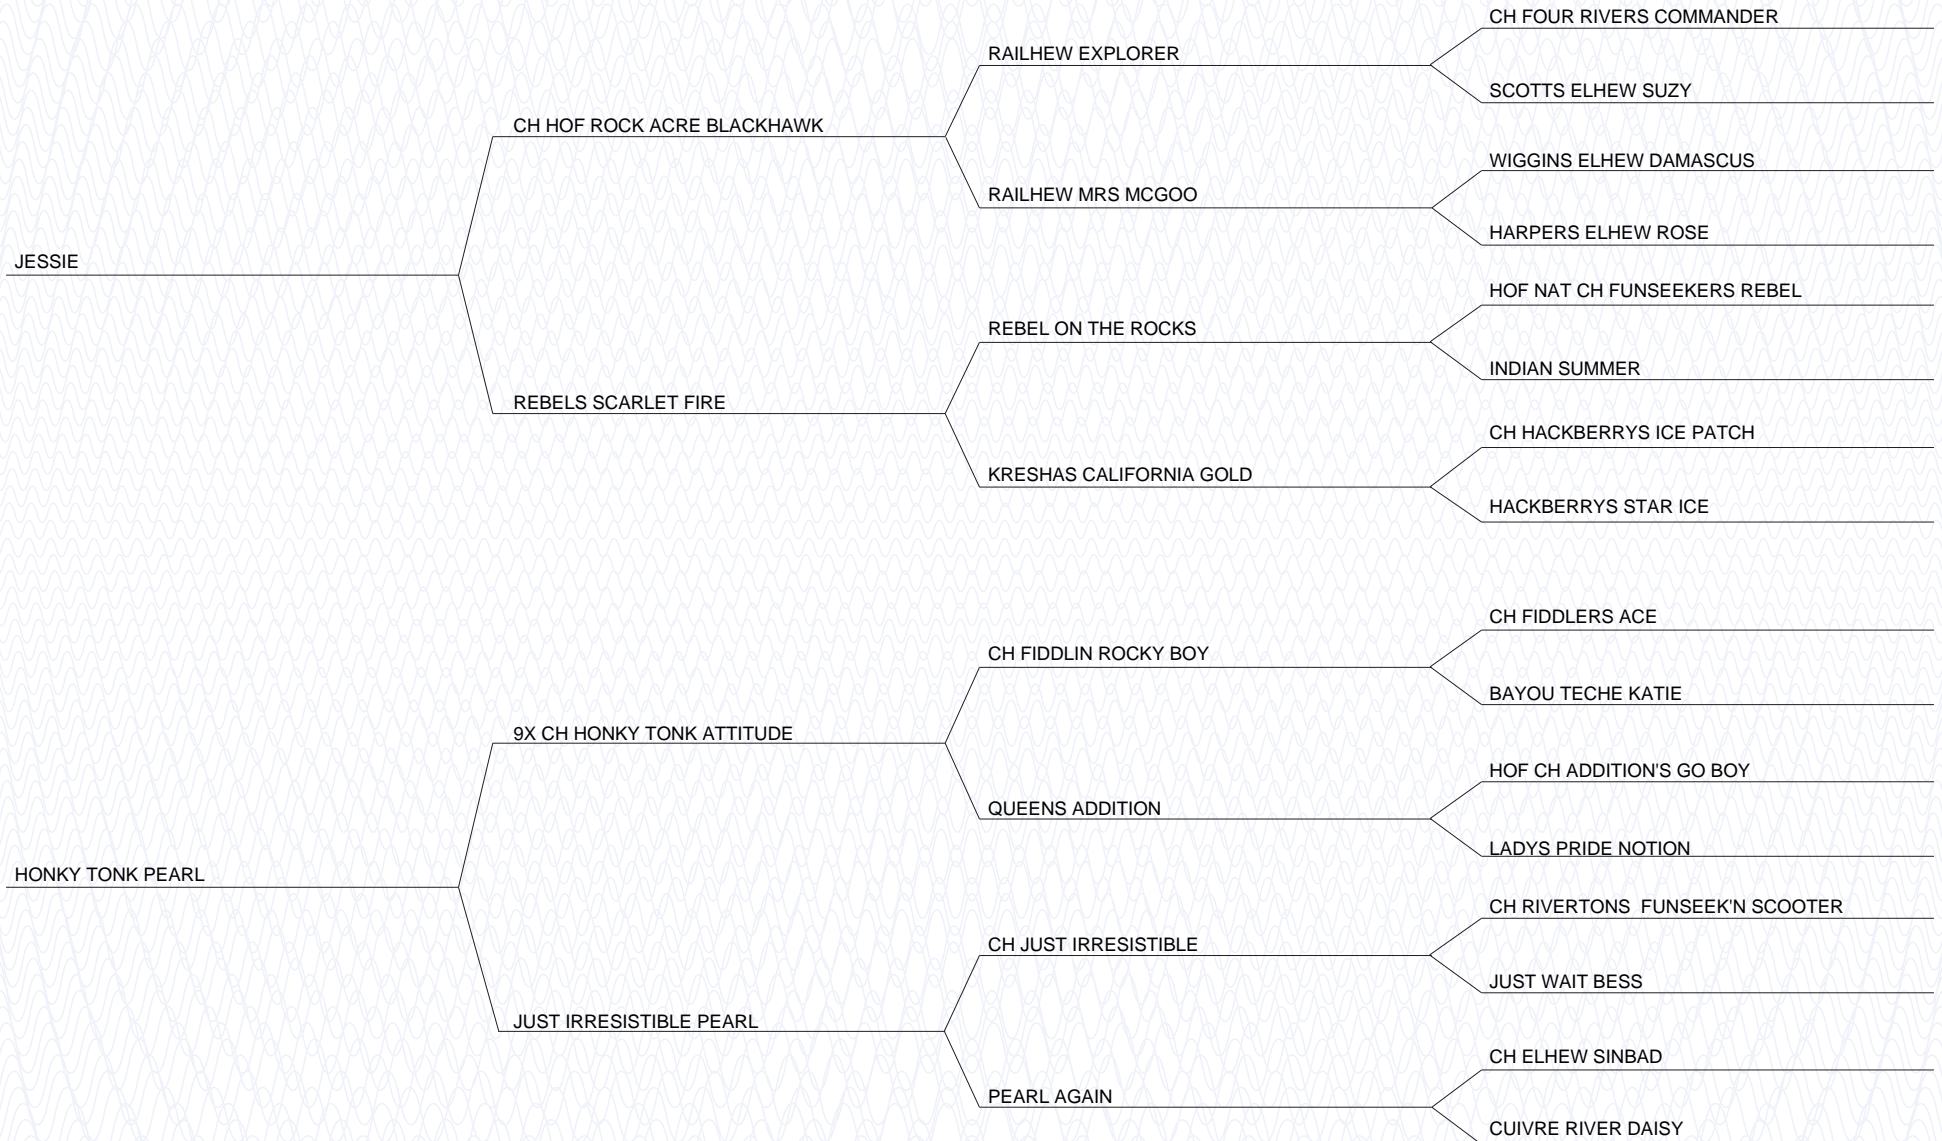 CH FOUR RIVERS COMMANDER
RAILHEW EXPLORER
SCOTTS ELHEW SUZY
CH HOF ROCK ACRE BLACKHAWK
WIGGINS ELHEW DAMASCUS
RAILHEW MRS MCGOO
HARPERS ELHEW ROSE
JESSIE
HOF NAT CH FUNSEEKERS REBEL
REBEL ON THE ROCKS
INDIAN SUMMER
REBELS SCARLET FIRE
CH HACKBERRYS ICE PATCH
KRESHAS CALIFORNIA GOLD
HACKBERRYS STAR ICE
CH FIDDLERS ACE
CH FIDDLIN ROCKY BOY
BAYOU TECHE KATIE
9X CH HONKY TONK ATTITUDE
HOF CH ADDITION'S GO BOY
QUEENS ADDITION
LADYS PRIDE NOTION
HONKY TONK PEARL
CH RIVERTONS  FUNSEEK'N SCOOTER
CH JUST IRRESISTIBLE
JUST WAIT BESS
JUST IRRESISTIBLE PEARL
CH ELHEW SINBAD
PEARL AGAIN
CUIVRE RIVER DAISY